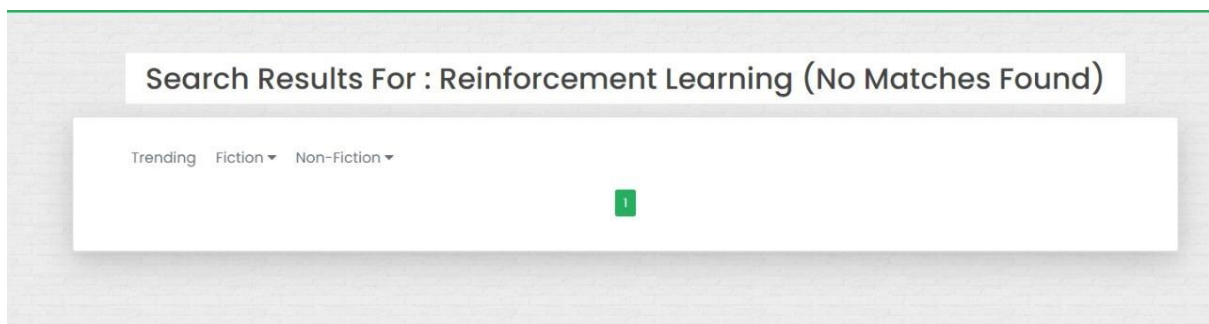 Search Results For : Reinforcement Learning (No Matches Found)
Trending Fiction Non-Fiction
1